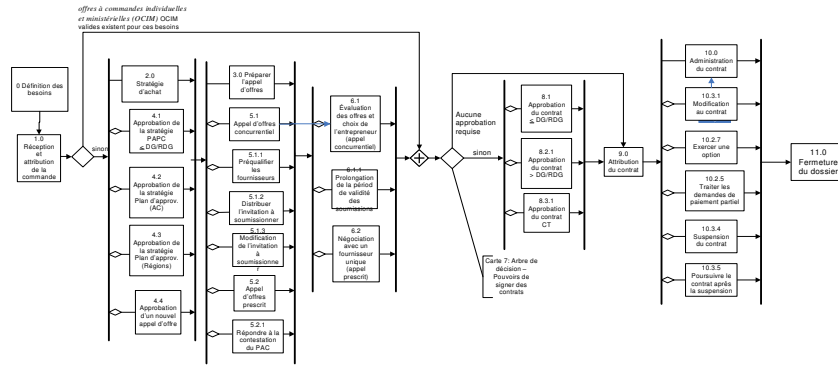 offres à commandes individuelles
et ministérielles (OCIM) OCIM
valides existent pour ces besoins
0 Définition des
besoins
1.0
Réception
et
attribution
de la
commande
sinon
2.0
Stratégie
d'achat
4.1
Approbation de
la stratégie
PAPC
≤ DG/RDG
4.2
Approbation de
la stratégie
Plan d'approv.
(AC)
4.3
Approbation de
la stratégie
Plan d'approv.
(Régions)
4.4
Approbation
d'un nouvel
appel d'offre
3.0 Préparer
l'appel
d'offres
5.1
Appel d'offres
concurrentiel
5.1.1
Préqualifier
les
fournisseurs
5.1.2
Distribuer
l'invitation à
soumissionner
5.1.3
Modification
de l'invitation
à
soumissionne
r
5.2
Appel
d'offres
prescrit
5.2.1
Répondre à la
contestation
du PAC
6.1
Évaluation
des offres et
choix de
l'entrepreneur
(appel
concurrentiel)
6.1.1
Prolongation
de la période
de validité
des
soumissions
6.2
Négociation
avec un
fournisseur
unique
(appel
prescrit)
Aucune
approbation
requise
sinon
Carte 7: Arbre de
décision –
Pouvoirs de
signer des
contrats
8.1
Approbation
du contrat
≤ DG/RDG
8.2.1
Approbation
du contrat
> DG/RDG
8.3.1
Approbation
du contrat
CT
9.0
Attribution
du contrat
10.0
Administration
du contrat
10.3.1
Modification
au contrat
10.2.7
Exercer une
option
10.2.5
Traiter les
demandes de
paiement partiel
10.3.4
Suspension
du contrat
10.3.5
Poursuivre le
contrat après
la suspension
11.0
Fermeture
du dossier